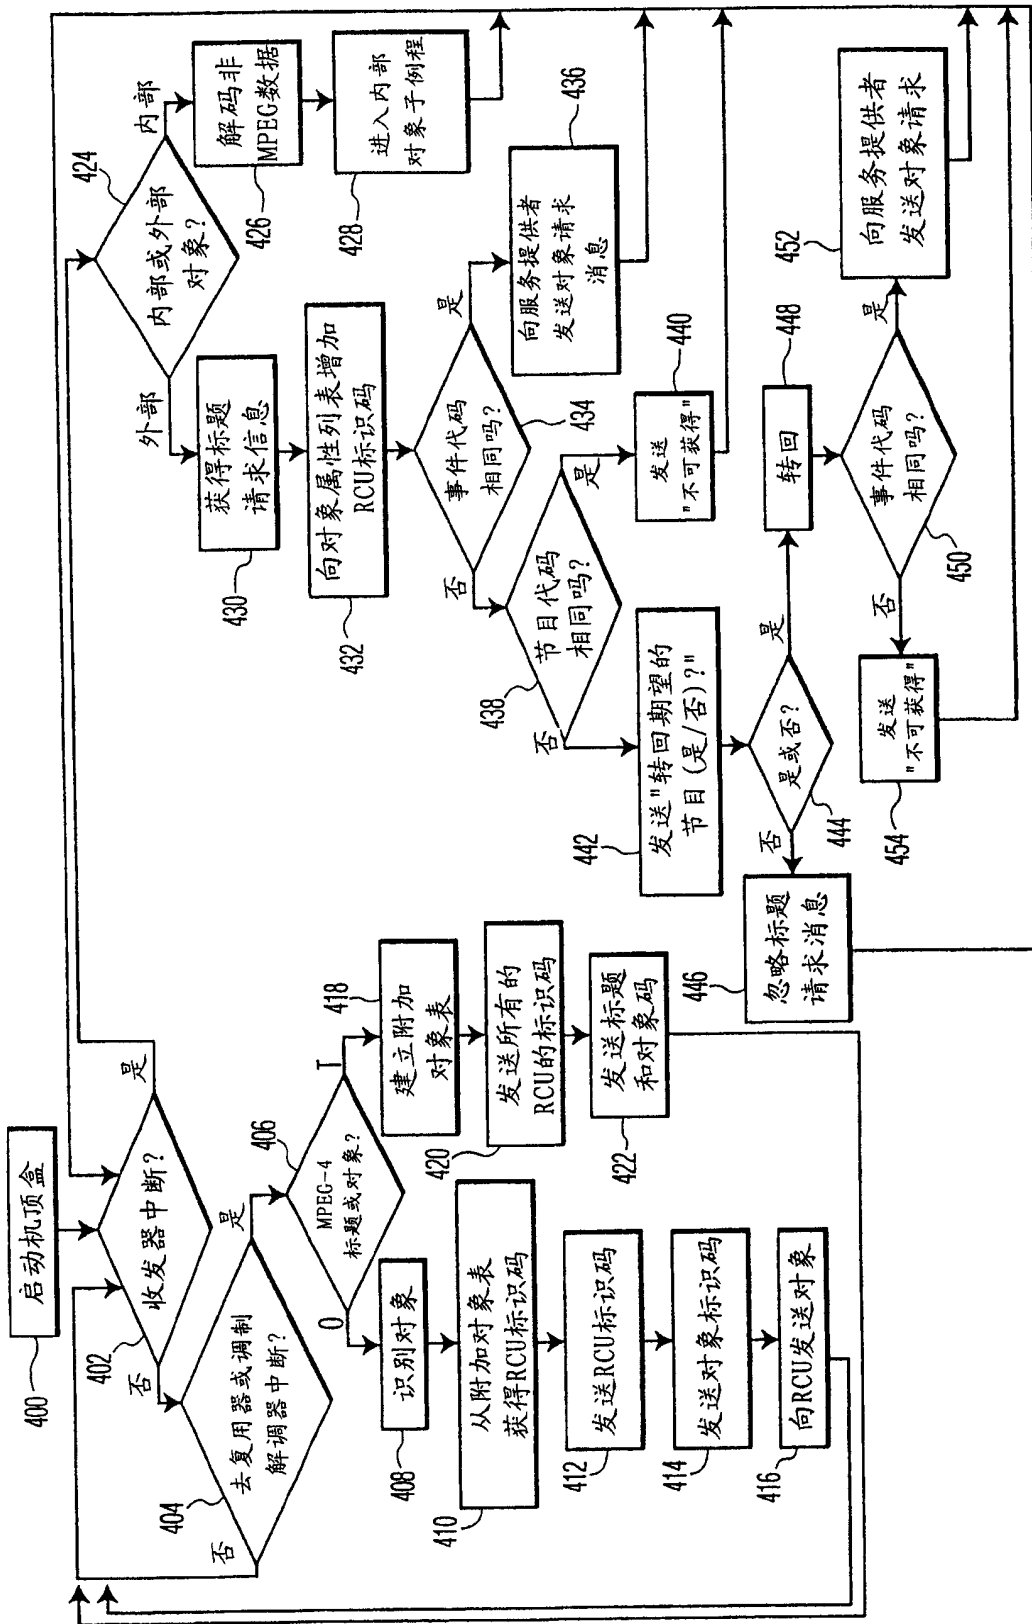 400
启动机顶盒
402
收发器中断?
是
否
404
去复用器或调制
解调器中断?
是
否
406
MPEG-4
标题或对象?
O
T
408
识别对象
410
从附加对象表
获得RCU标识码
412
发送RCU标识码
414
发送对象标识码
416
向RCU发送对象
418
建立附加
对象表
420
发送所有的
RCU的标识码
422
发送标题
和对象码
424
内部或外部
对象?
内部
外部
426
解码非
MPEG数据
428
进入内部
对象子例程
430
获得标题
请求信息
432
向对象属性列表增加
RCU标识码
434
事件代码
相同吗?
是
否
436
向服务提供者
发送对象请求
消息
438
节目代码
相同吗?
是
否
440
发送
"不可获得"
442
发送"转回期望的
节目(是/否)?"
444
是或否?
是
否
446
忽略标题
请求消息
448
转回
450
事件代码
相同吗?
是
否
452
向服务提供者
发送对象请求
454
发送
"不可获得"